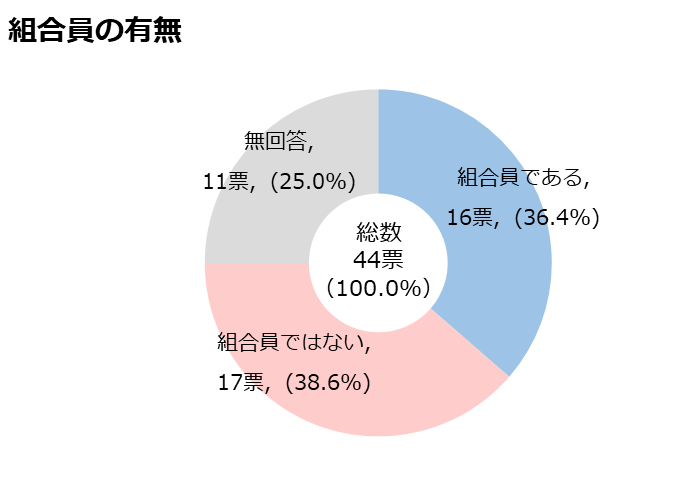 組合員の有無
無回答,
11票,（25.0%）
組合員である,
16票,（36.4%）
総数
44票
（100.0%）
組合員ではない,
17票,（38.6%）